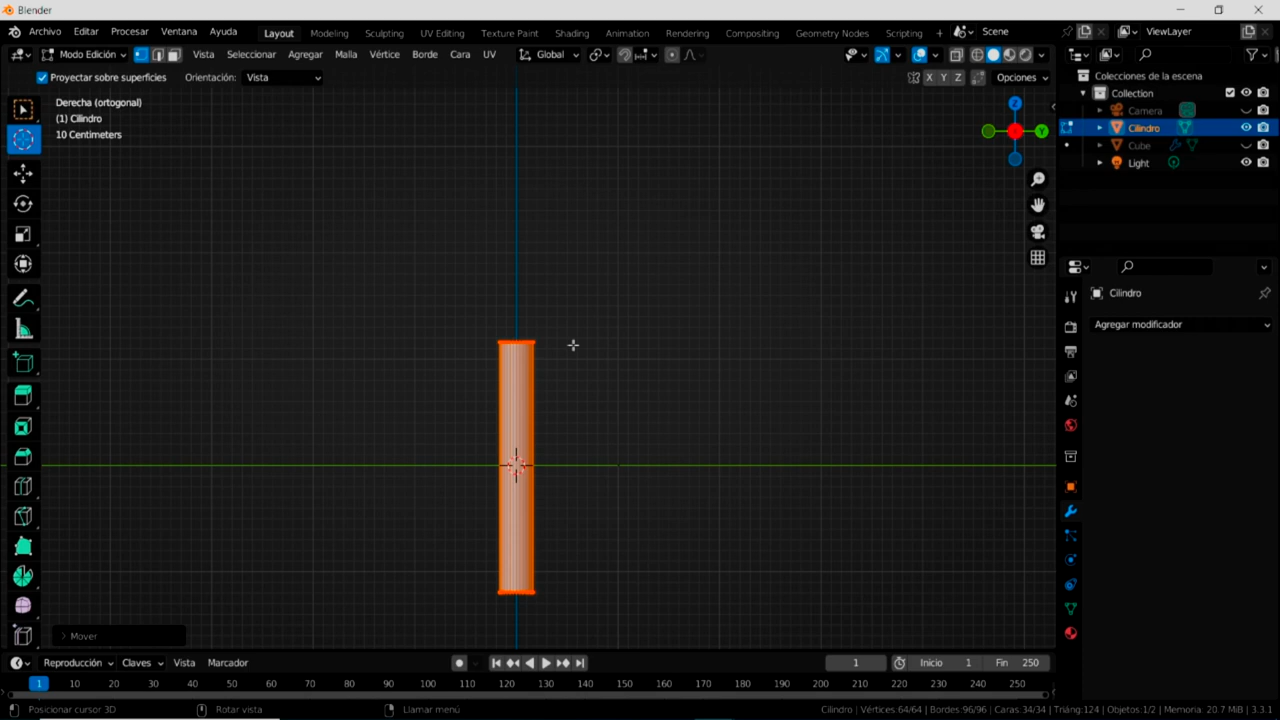 Blender
Archivo Editar Procesar Ventana Ayuda Layout Modeling Sculpting UV Editing Texture Paint Shading Animation Rendering Compositing Geometry Nodes Scripting + Scene ViewLayer
Modo Edición Vista Seleccionar Agregar Malla Vértice Borde Cara UV Global
Proyectar sobre superficies Orientación: Vista X Y Z Opciones
Colecciones de la escena
Collection
Camera
Cilindro
Cube
Light
Derecha (ortogonal)
(1) Cilindro
10 Centimeters
Z
Y
Cilindro
Agregar modificador
Mover
Reproducción Claves Vista Marcador 1 Inicio 1 Fin 250
1 10 20 30 40 50 60 70 80 90 100 110 120 130 140 150 160 170 180 190 200 210 220 230 240 250
Posicionar cursor 3D Rotar vista Llamar menú Cilindro | Vértices:64/64 | Bordes:96/96 | Caras:34/34 | Triáng:124 | Objetos:1/2 | Memoria 20.7 MiB | 3.3.1